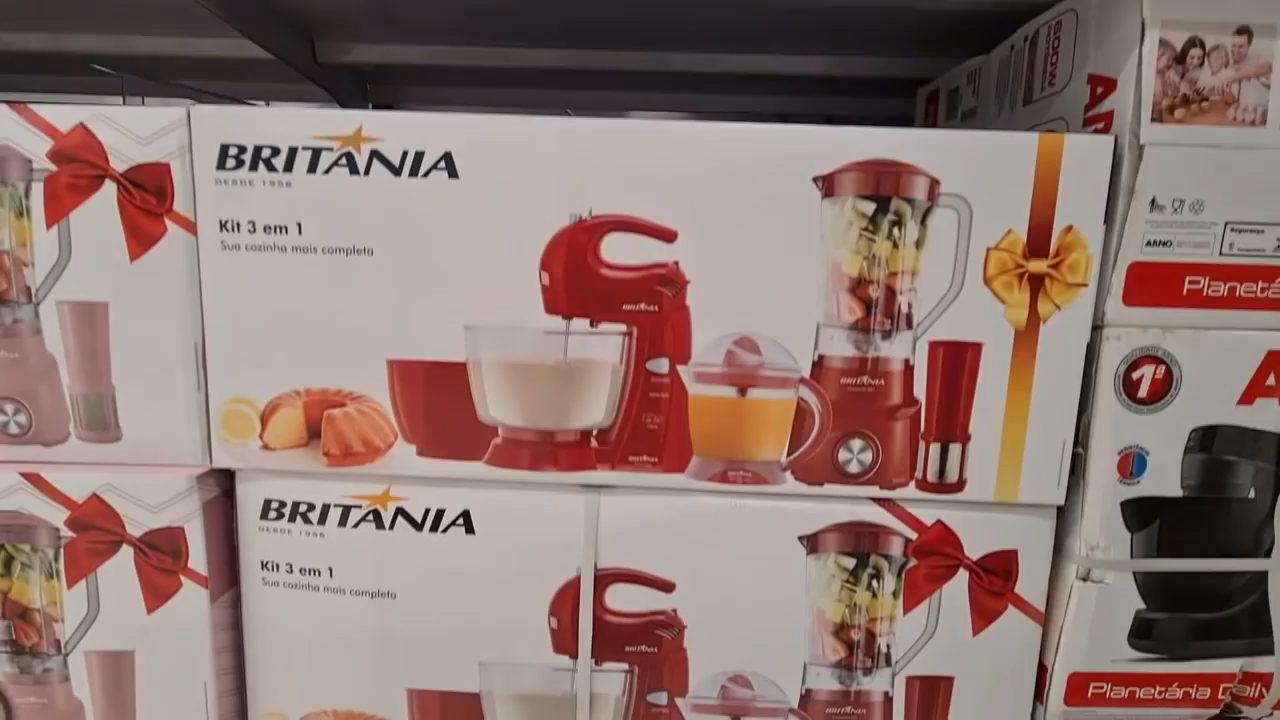 BRITANIA
DESDE 1956
Kit 3 em 1
Sua cozinha mais completa
BRITANIA
BRITANIA
BRITANIA
BRITANIA
DESDE 1956
Kit 3 em 1
Sua cozinha mais completa
BRITANIA
BRITANIA
600W
ARNO
Segurança
Planetá
1ª
A
Planetária Daily